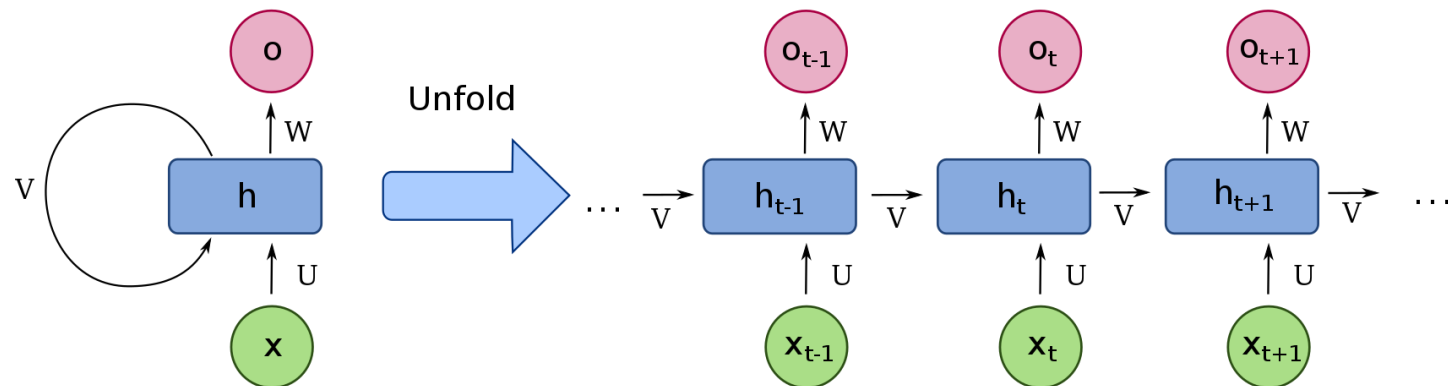 o
W
V
h
U
x
Unfold
... V
o_{t-1}
W
h_{t-1}
V
U
x_{t-1}
o_t
W
h_t
V
U
x_t
o_{t+1}
W
h_{t+1}
V
...
U
x_{t+1}